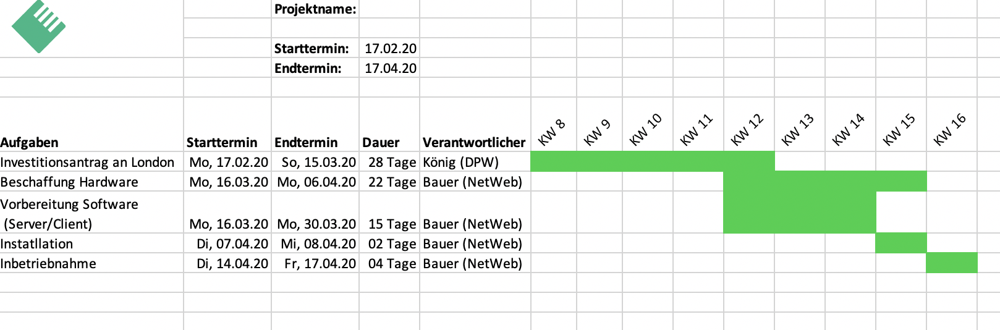 Projektname:
Starttermin: 17.02.20
Endtermin: 17.04.20
Aufgaben Starttermin Endtermin Dauer Verantwortlicher KW 8 KW 9 KW 10 KW 11 KW 12 KW 13 KW 14 KW 15 KW 16
Investitionsantrag an London Mo, 17.02.20 So, 15.03.20 28 Tage König (DPW)
Beschaffung Hardware Mo, 16.03.20 Mo, 06.04.20 22 Tage Bauer (NetWeb)
Vorbereitung Software
(Server/Client) Mo, 16.03.20 Mo, 30.03.20 15 Tage Bauer (NetWeb)
Instatllation Di, 07.04.20 Mi, 08.04.20 02 Tage Bauer (NetWeb)
Inbetriebnahme Di, 14.04.20 Fr, 17.04.20 04 Tage Bauer (NetWeb)